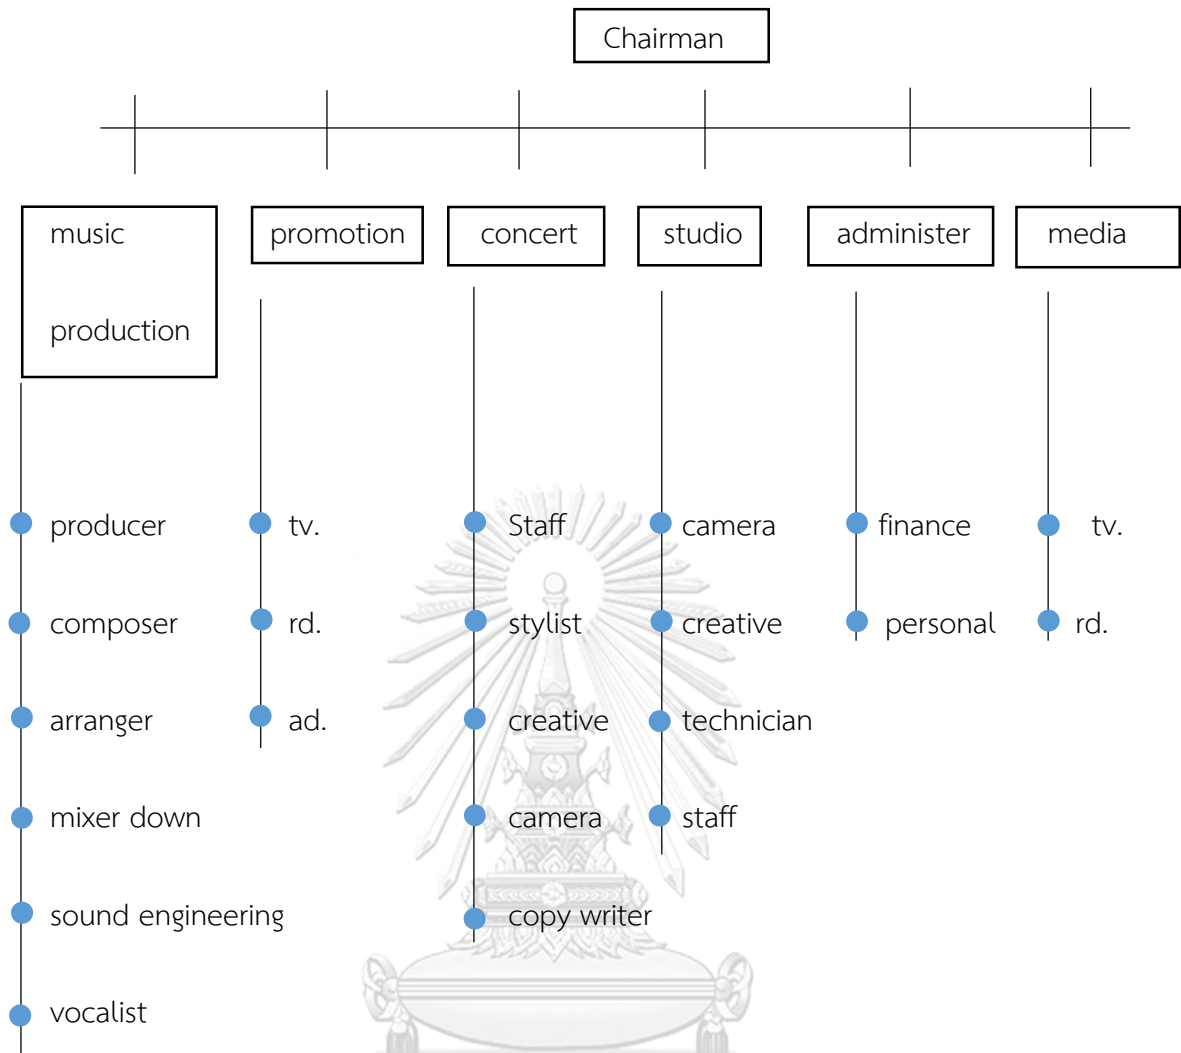 Chairman
music
production
promotion
concert
studio
administer
media
producer
composer
arranger
mixer down
sound engineering
vocalist
tv.
rd.
ad.
Staff
stylist
creative
camera
copy writer
camera
creative
technician
staff
finance
personal
tv.
rd.